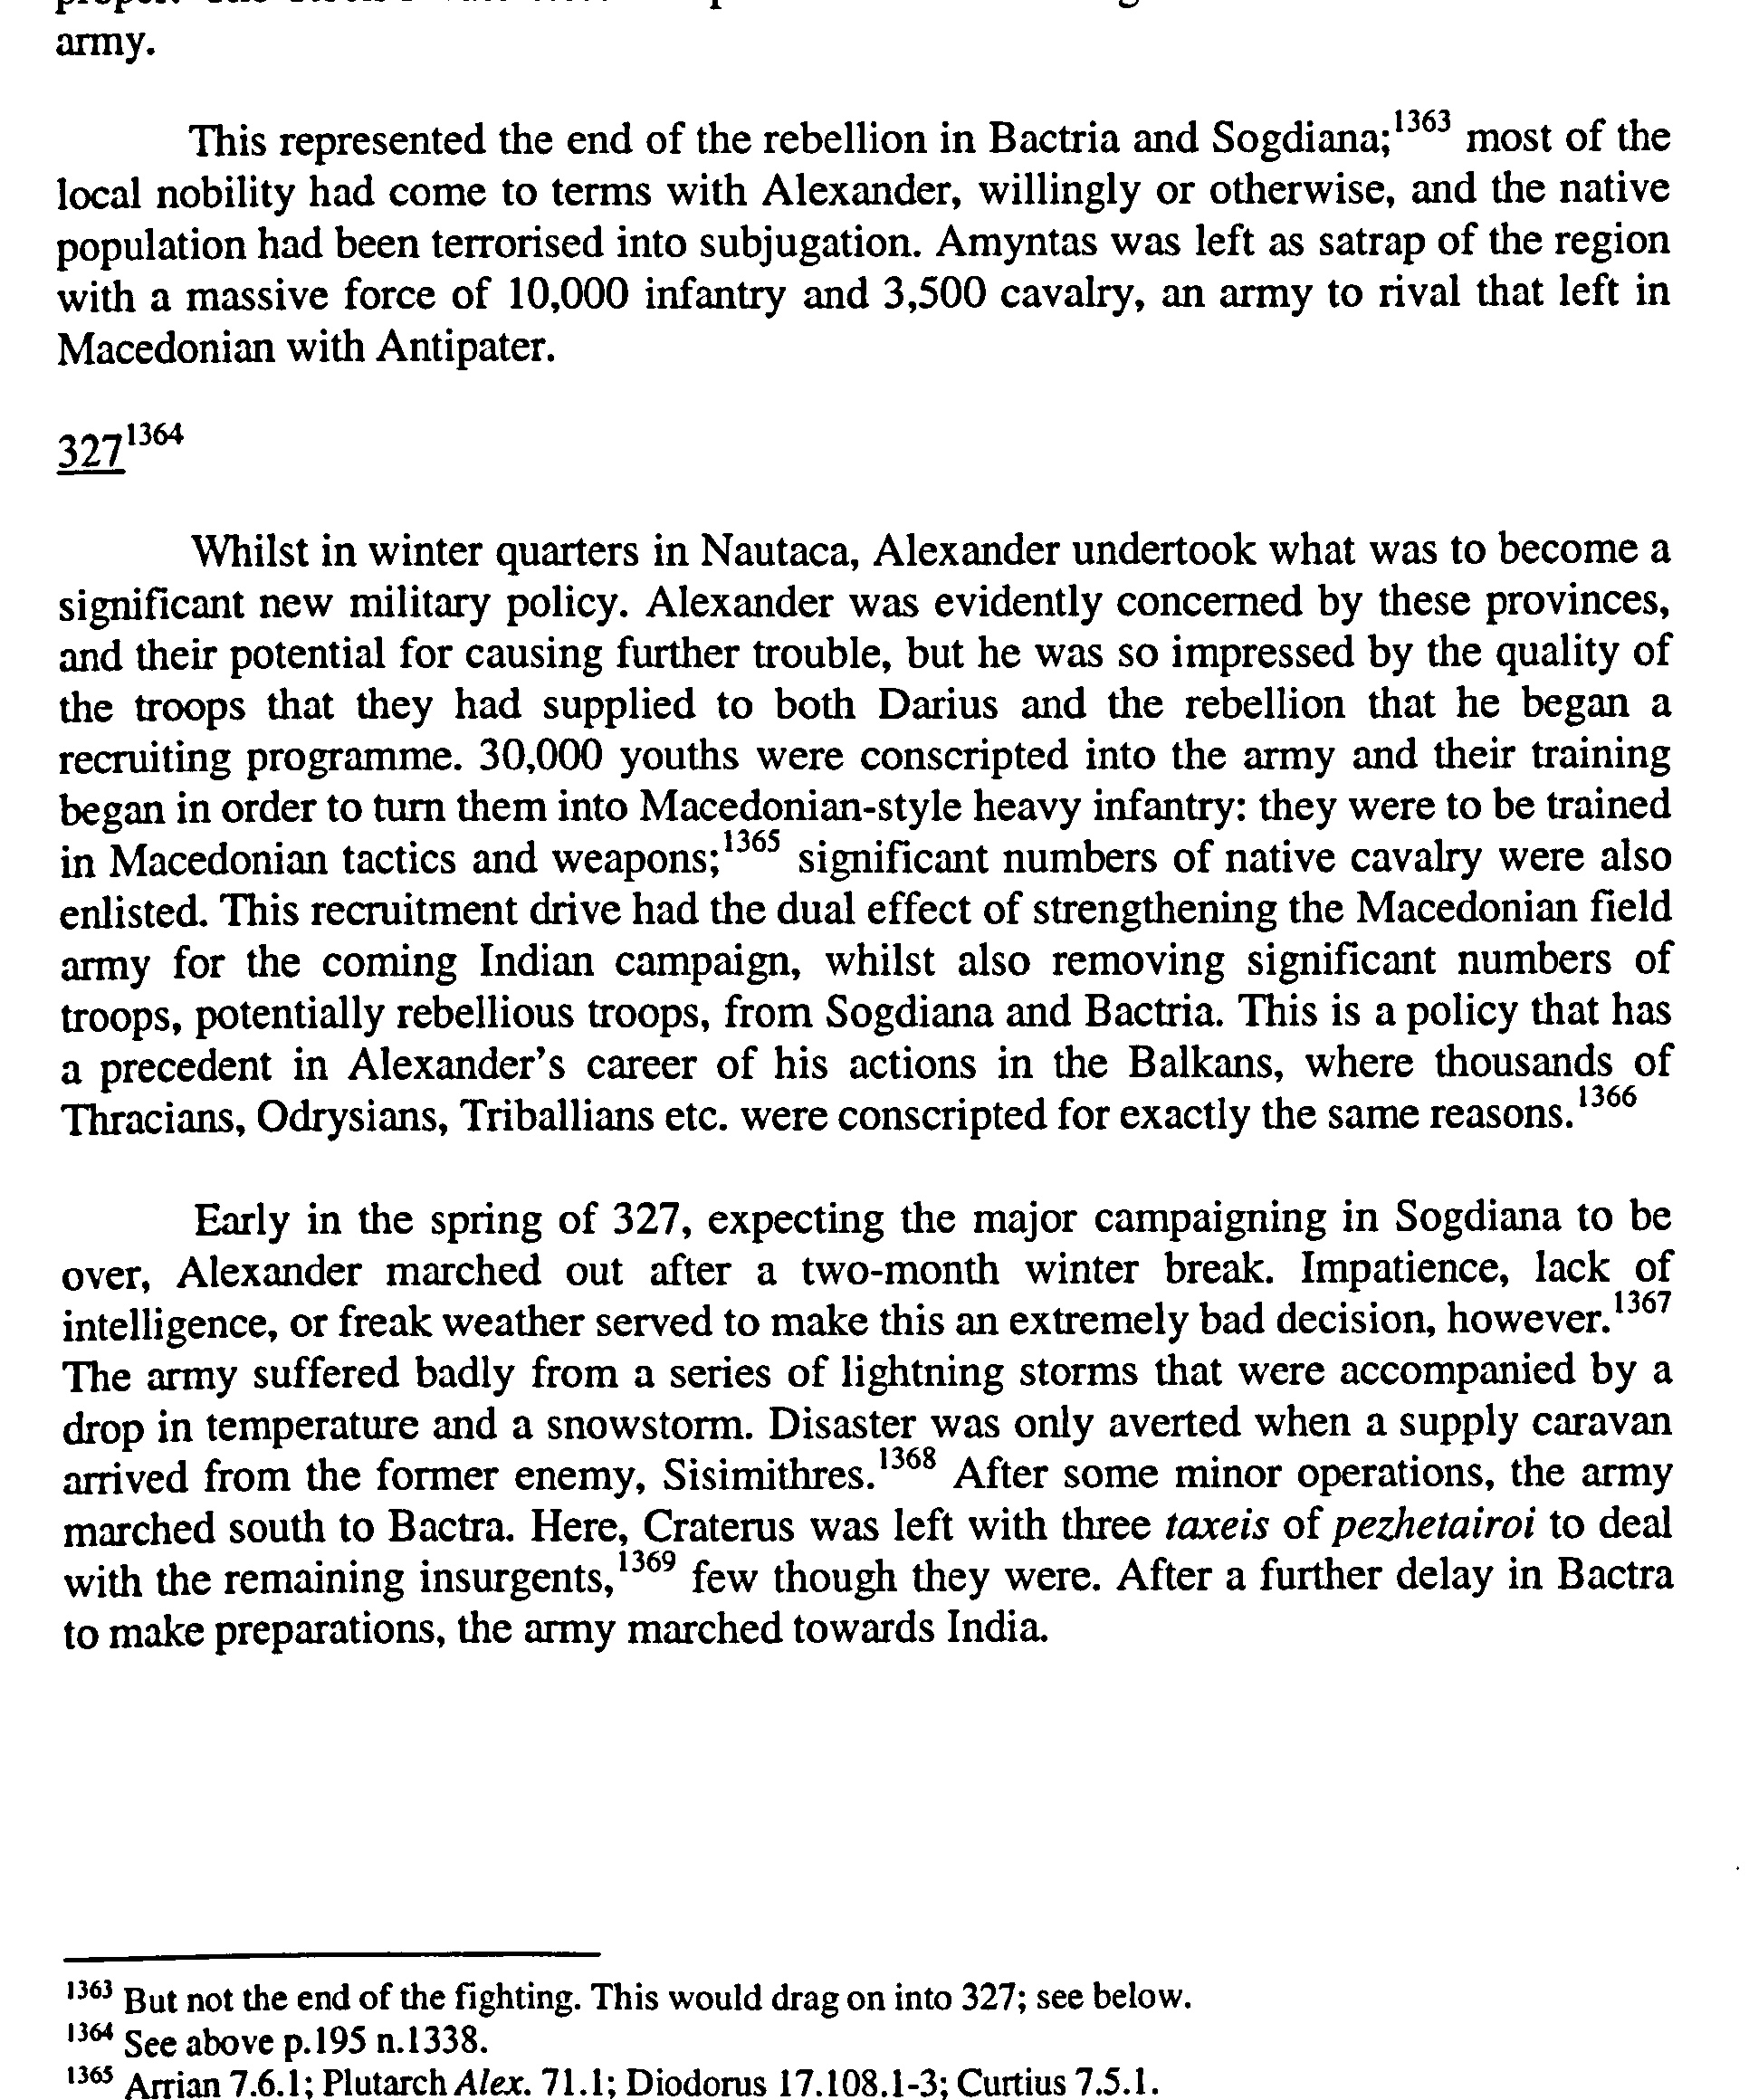 army.
This represented the end of the rebellion in Bactria and Sogdiana;1363 most of the
local nobility had come to terms with Alexander, willingly or otherwise, and the native
population had been terrorised into subjugation. Amyntas was left as satrap of the region
with a massive force of 10,000 infantry and 3,500 cavalry, an army to rival that left in
Macedonian with Antipater.
3271364
Whilst in winter quarters in Nautaca, Alexander undertook what was to become a
significant new military policy. Alexander was evidently concerned by these provinces,
and their potential for causing further trouble, but he was so impressed by the quality of
the troops that they had supplied to both Darius and the rebellion that he began a
recruiting programme. 30,000 youths were conscripted into the army and their training
began in order to turn them into Macedonian-style heavy infantry: they were to be trained
in Macedonian tactics and weapons;1365 significant numbers of native cavalry were also
enlisted. This recruitment drive had the dual effect of strengthening the Macedonian field
army for the coming Indian campaign, whilst also removing significant numbers of
troops, potentially rebellious troops, from Sogdiana and Bactria. This is a policy that has
a precedent in Alexander's career of his actions in the Balkans, where thousands of
Thracians, Odrysians, Triballians etc. were conscripted for exactly the same reasons.1366
Early in the spring of 327, expecting the major campaigning in Sogdiana to be
over, Alexander marched out after a two-month winter break. Impatience, lack of
intelligence, or freak weather served to make this an extremely bad decision, however.1367
The army suffered badly from a series of lightning storms that were accompanied by a
drop in temperature and a snowstorm. Disaster was only averted when a supply caravan
arrived from the former enemy, Sisimithres.1368 After some minor operations, the army
marched south to Bactra. Here, Craterus was left with three taxeis of pezhetairoi to deal
with the remaining insurgents,1369 few though they were. After a further delay in Bactra
to make preparations, the army marched towards India.
1363 But not the end of the fighting. This would drag on into 327; see below.
1364 See above p.195 n.1338.
1365 Arrian 7.6.1; Plutarch Alex. 71.1; Diodorus 17.108.1-3; Curtius 7.5.1.